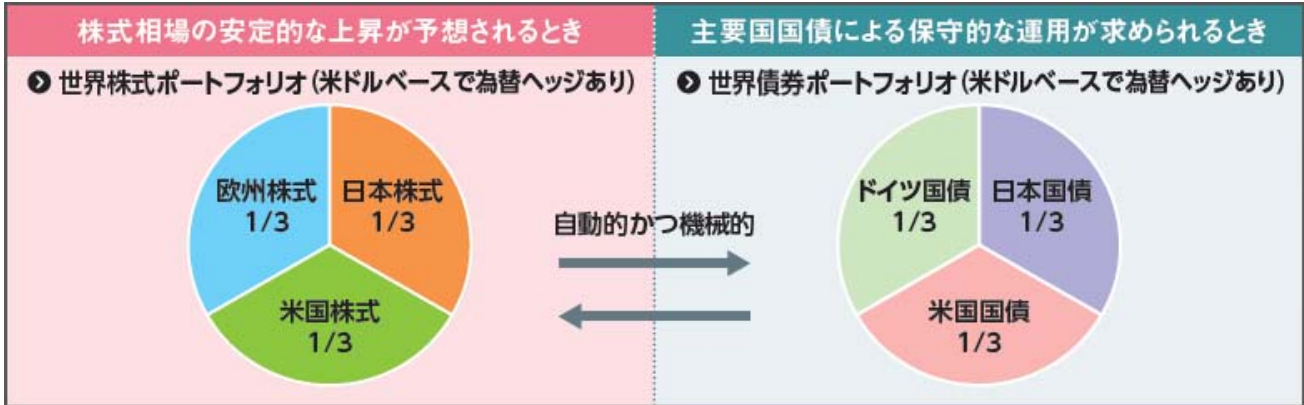 株式相場の安定的な上昇が予想されるとき
世界株式ポートフォリオ(米ドルベースで為替ヘッジあり)
欧州株式
1/3
日本株式
1/3
米国株式
1/3
自動的かつ機械的
主要国国債による保守的な運用が求められるとき
世界債券ポートフォリオ(米ドルベースで為替ヘッジあり)
ドイツ国債
1/3
日本国債
1/3
米国国債
1/3